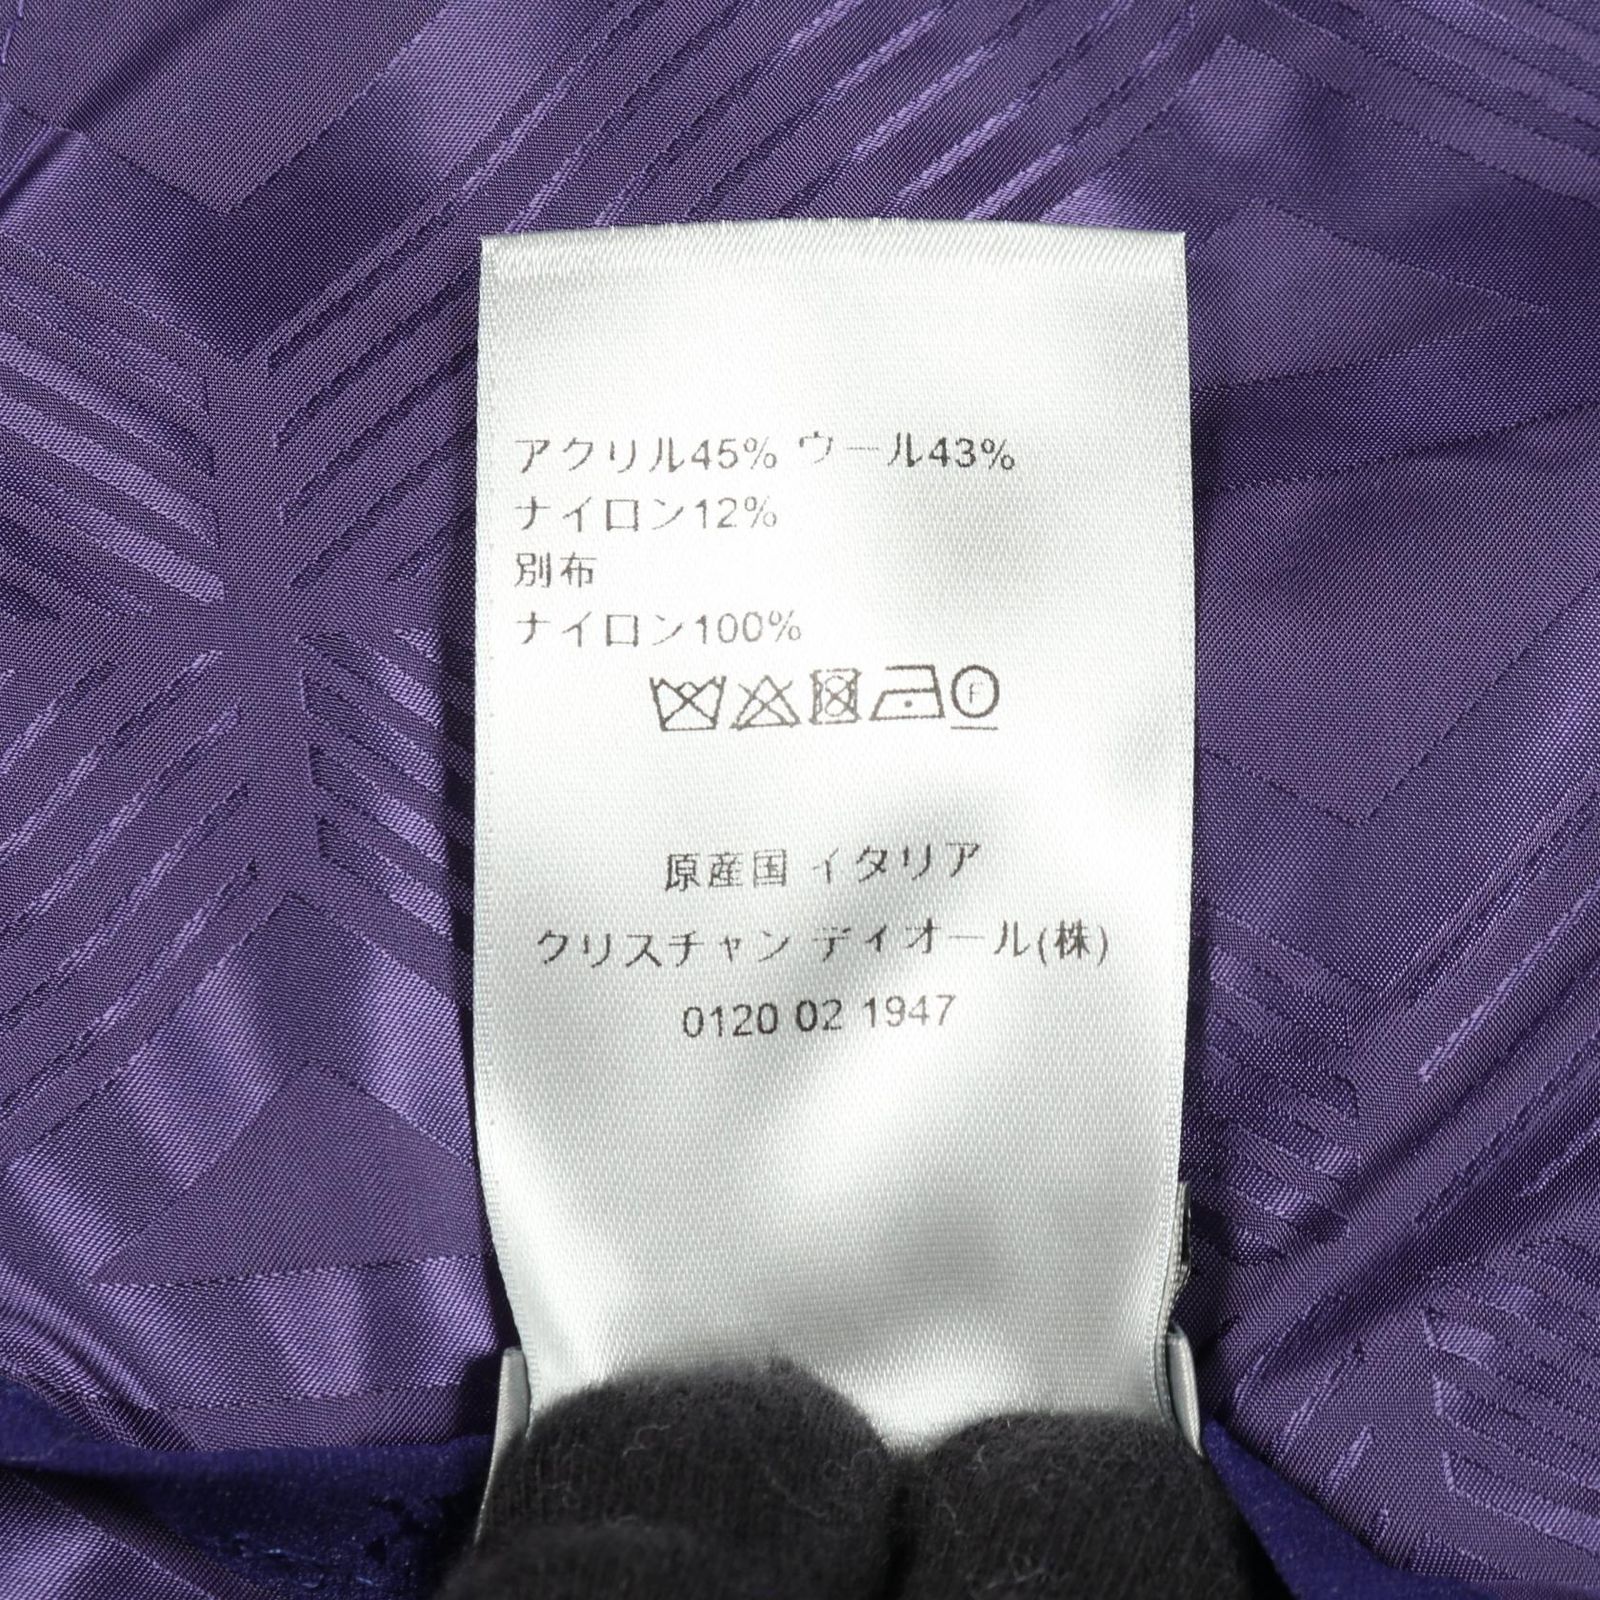 アクリル45% ウール43%
ナイロン12%
別布
ナイロン100%
F
原産国 イタリア
クリスチャン ディオール(株)
0120 02 1947